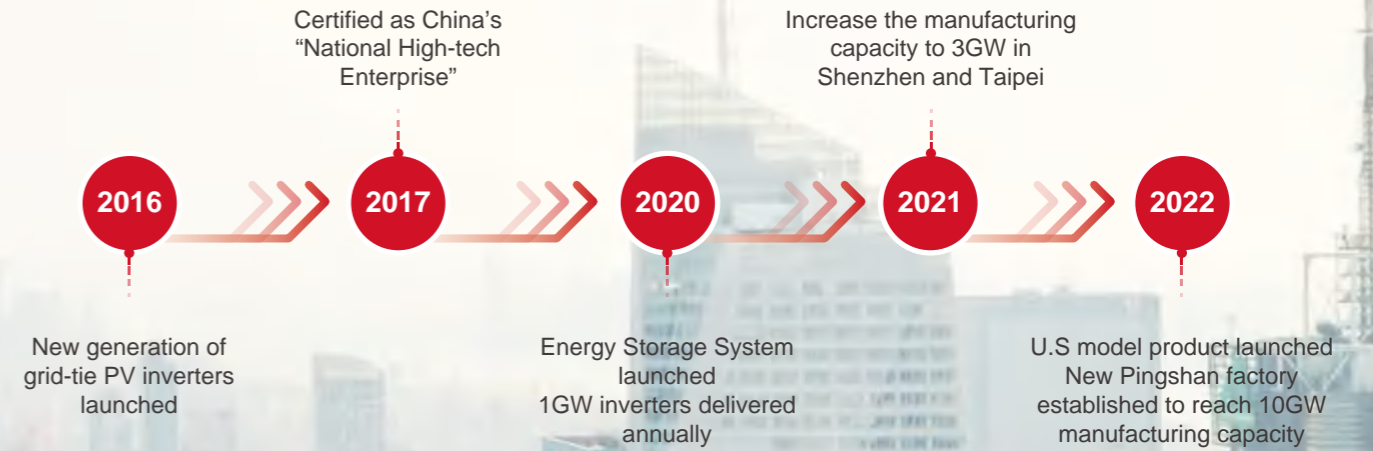 Certified as China's
“National High-tech
Enterprise”
Increase the manufacturing
capacity to 3GW in
Shenzhen and Taipei
2016
2017
2020
2021
2022
New generation of
grid-tie PV inverters
launched
Energy Storage System
launched
1GW inverters delivered
annually
U.S model product launched
New Pingshan factory
established to reach 10GW
manufacturing capacity